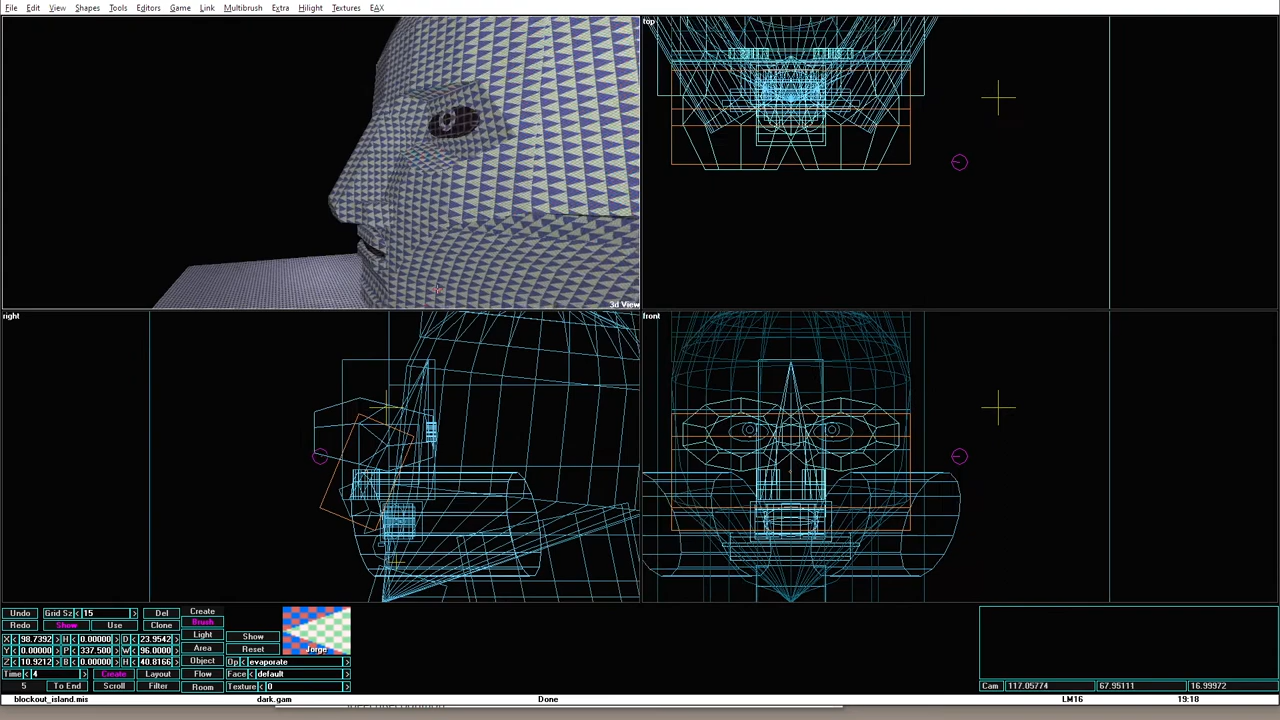 File Edit View Shapes Tools Editors Game Link Multibrush Extra Hilight Textures EAX
top
3d View
right
front
Undo Grid Sz < 15 > Del Create
Redo Show Use Clone Brush
X < 98.7392 > H < 0.00000 > D < 23.9542 > Light Show
Y < 0.00000 > P < 337.500 > W < 96.0000 > Area Reset Jorge
Z < 10.9212 > B < 0.00000 > H < 40.8166 > Object Op < evaporate >
Time < 4 > Create Layout Flow Face < default >
5 To End Scroll Filter Room Texture < 0 >
Cam 117.05774 67.95111 16.99972
blockout_island.mis dark.gam Done LM16 19:18